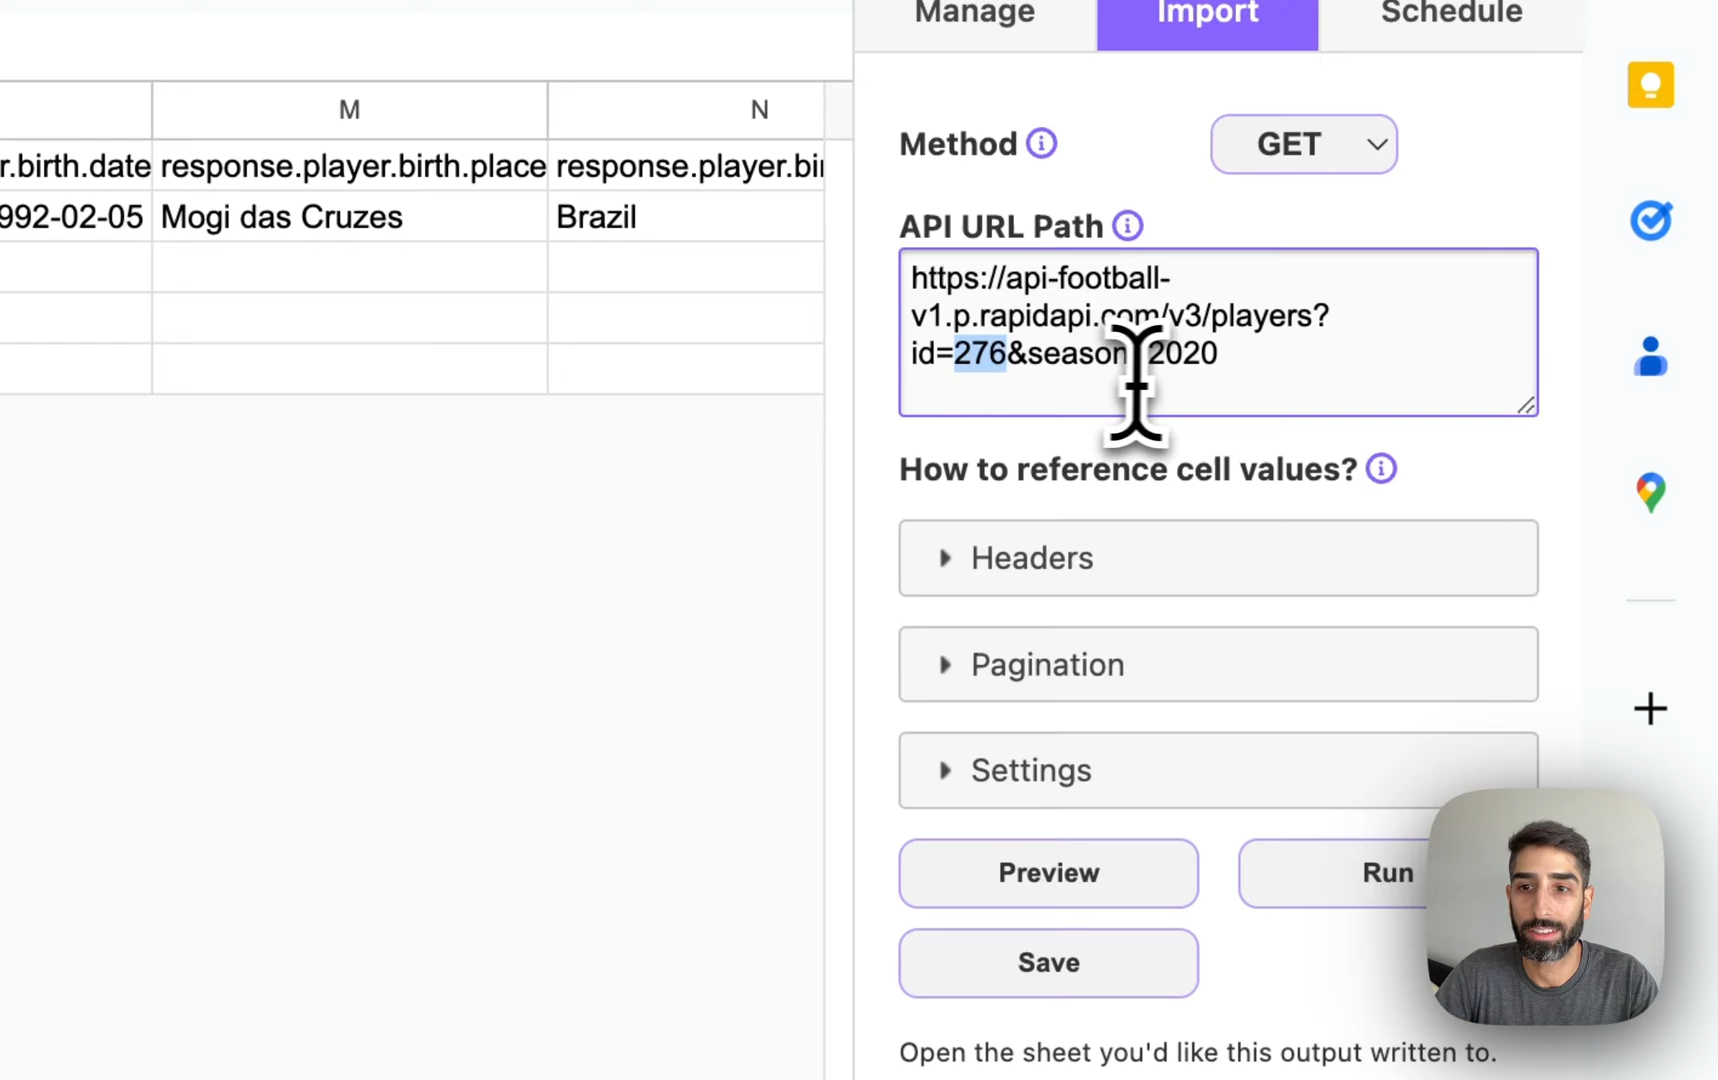 Manage Import Schedule
M N
r.birth.date response.player.birth.place response.player.bir
992-02-05 Mogi das Cruzes Brazil
Method GET
API URL Path
https://api-football-
v1.p.rapidapi.com/v3/players?
id=276&season 2020
How to reference cell values?
Headers
Pagination
Settings
Preview Run
Save
Open the sheet you'd like this output written to.